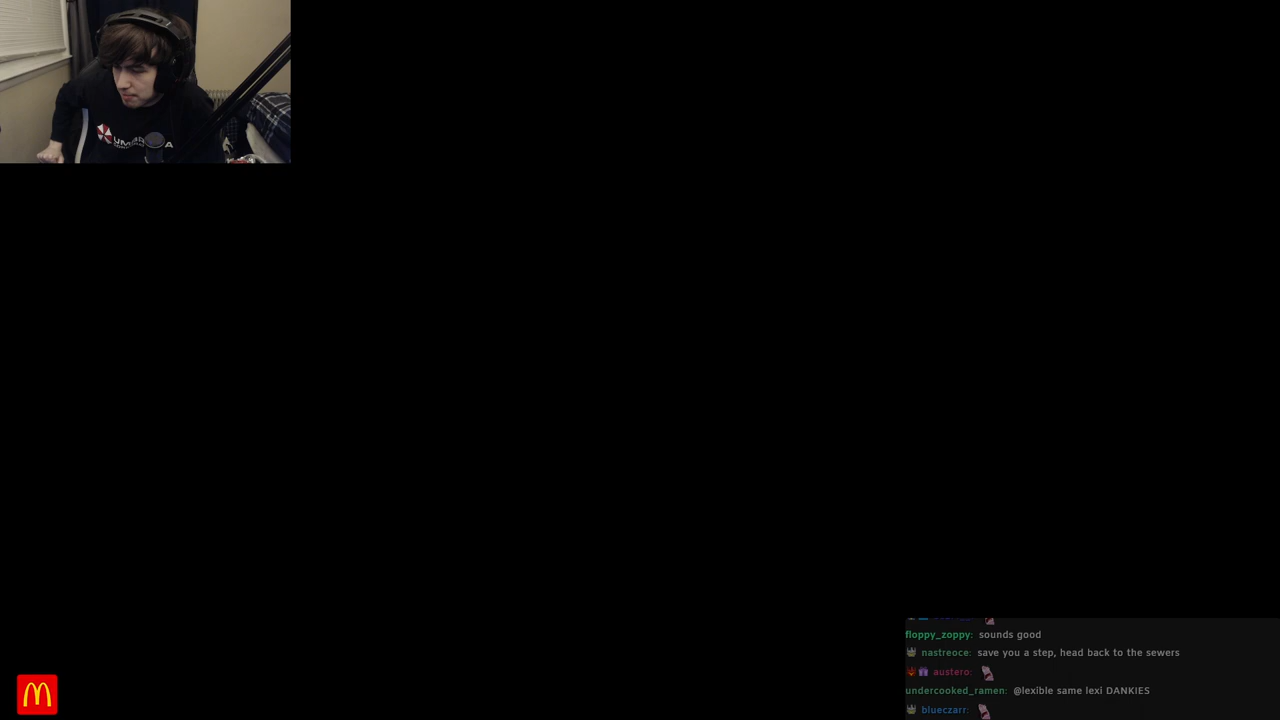 floppy_zoppy: sounds good
nastreoce: save you a step, head back to the sewers
austero:
undercooked_ramen: @lexible same lexi DANKIES
blueczarr: